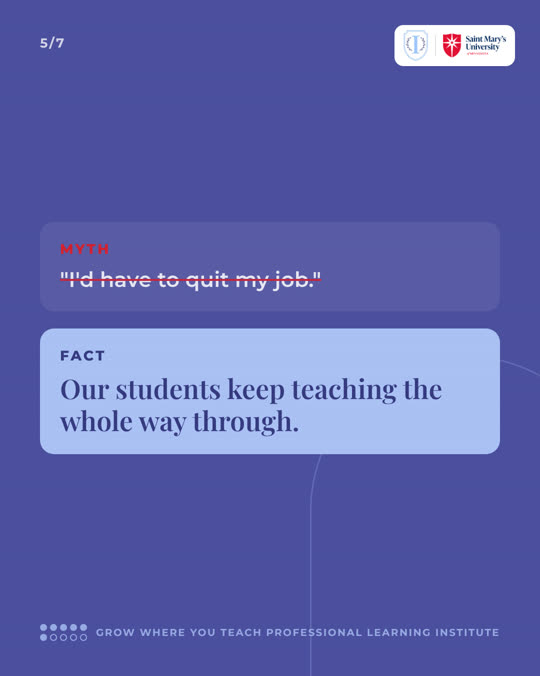 5/7
I
Saint Mary's
University
MYTH
"I'd have to quit my job."
FACT
Our students keep teaching the
whole way through.
GROW WHERE YOU TEACH PROFESSIONAL LEARNING INSTITUTE